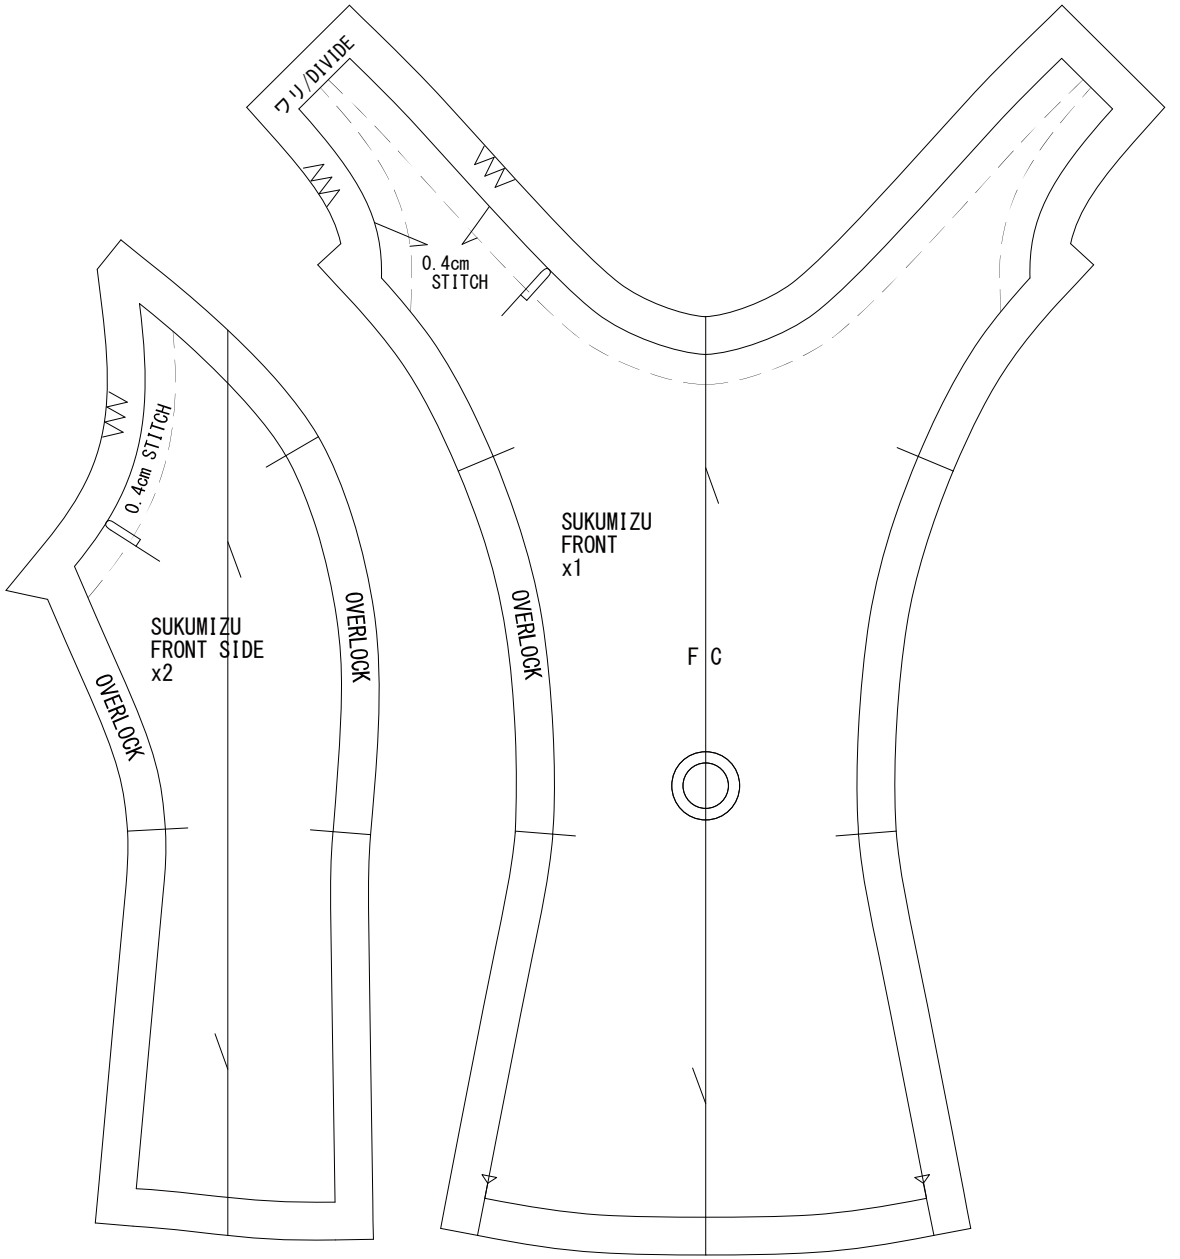 ワリ/DIVIDE
0.4cm
STITCH
0.4cm STITCH
SUKUMIZU
FRONT
x1
OVERLOCK
OVERLOCK
SUKUMIZU
FRONT SIDE
x2
F C
OVERLOCK